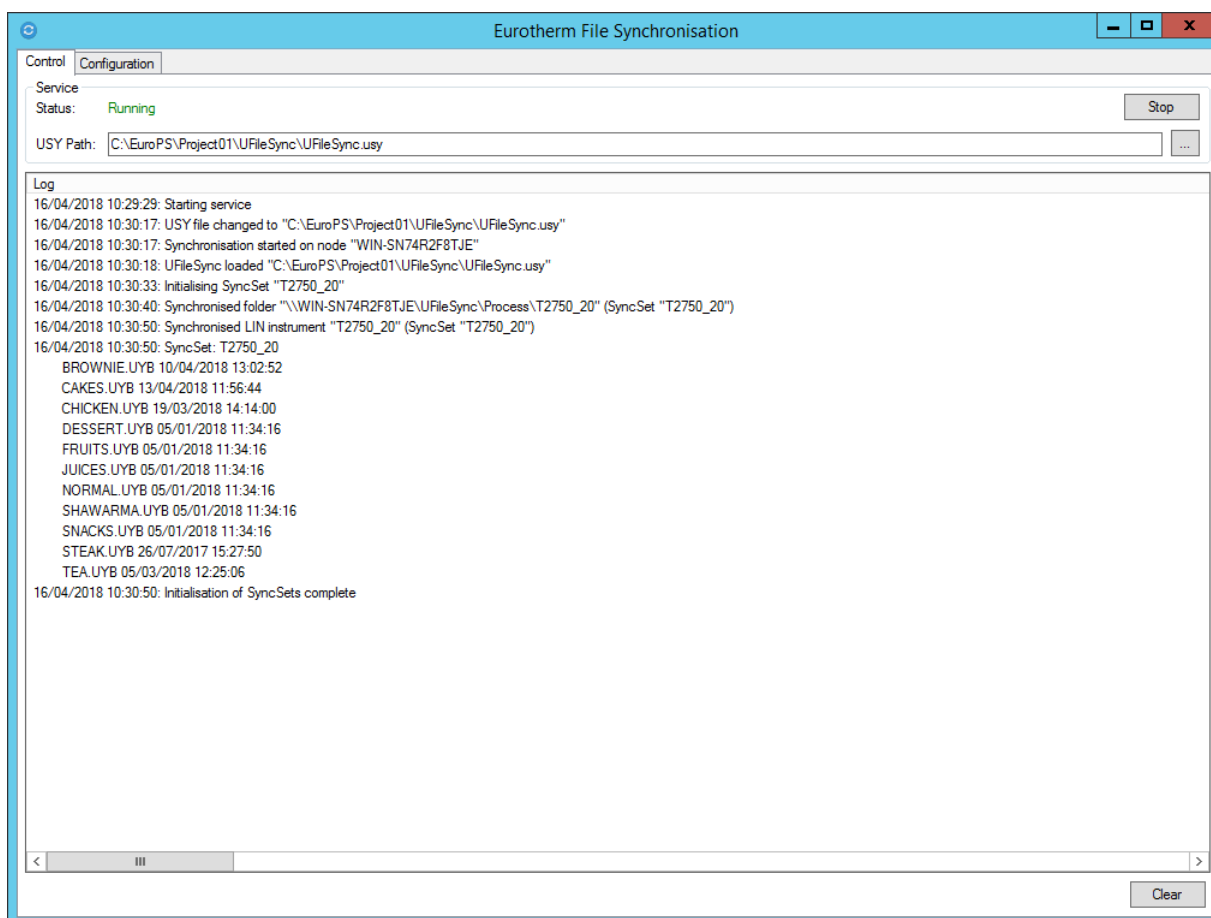 Eurotherm File Synchronisation
Control Configuration
Service
Status: Running Stop
USY Path: C:\EuroPS\Project01\UFileSync\UFileSync.usy ...
Log
16/04/2018 10:29:29: Starting service
16/04/2018 10:30:17: USY file changed to "C:\EuroPS\Project01\UFileSync\UFileSync.usy"
16/04/2018 10:30:17: Synchronisation started on node "WIN-SN74R2F8TJE"
16/04/2018 10:30:18: UFileSync loaded "C:\EuroPS\Project01\UFileSync\UFileSync.usy"
16/04/2018 10:30:33: Initialising SyncSet "T2750_20"
16/04/2018 10:30:40: Synchronised folder "\\WIN-SN74R2F8TJE\UFileSync\Process\T2750_20" (SyncSet "T2750_20")
16/04/2018 10:30:50: Synchronised LIN instrument "T2750_20" (SyncSet "T2750_20")
16/04/2018 10:30:50: SyncSet: T2750_20
BROWNIE.UYB 10/04/2018 13:02:52
CAKES.UYB 13/04/2018 11:56:44
CHICKEN.UYB 19/03/2018 14:14:00
DESSERT.UYB 05/01/2018 11:34:16
FRUITS.UYB 05/01/2018 11:34:16
JUICES.UYB 05/01/2018 11:34:16
NORMAL.UYB 05/01/2018 11:34:16
SHAWARMA.UYB 05/01/2018 11:34:16
SNACKS.UYB 05/01/2018 11:34:16
STEAK.UYB 26/07/2017 15:27:50
TEA.UYB 05/03/2018 12:25:06
16/04/2018 10:30:50: Initialisation of SyncSets complete
Clear